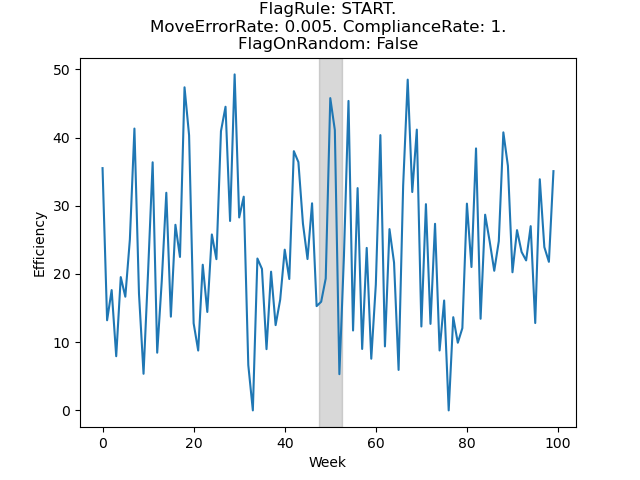 FlagRule: START.
MoveErrorRate: 0.005. ComplianceRate: 1.
FlagOnRandom: False
50
40
30
20
10
0
Efficiency
0 20 40 60 80 100
Week